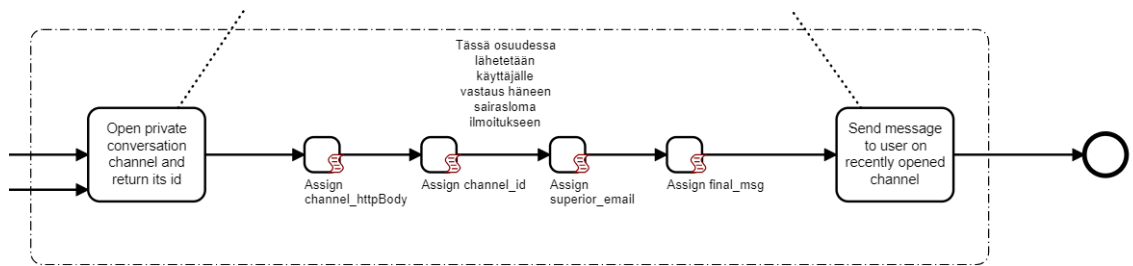 Tässä osuudessa
lähetetään
käyttäjälle
vastaus häneen
sairasloma
ilmoitukseen
Open private
conversation
channel and
return its id
Assign
channel_httpBody
Assign channel_id
Assign
superior_email
Assign final_msg
Send message
to user on
recently opened
channel